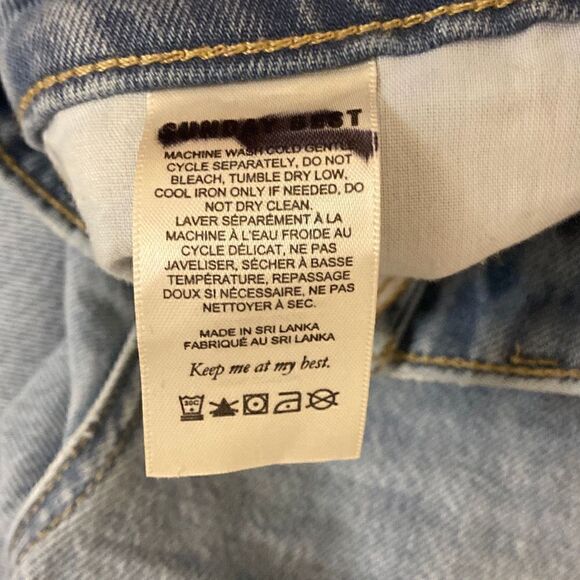 SUNDAY BEST
MACHINE WASH COLD GENTLE
CYCLE SEPARATELY, DO NOT
BLEACH, TUMBLE DRY LOW,
COOL IRON ONLY IF NEEDED, DO
NOT DRY CLEAN.
LAVER SÉPARÉMENT À LA
MACHINE À L'EAU FROIDE AU
CYCLE DÉLICAT, NE PAS
JAVELISER, SÉCHER À BASSE
TEMPÉRATURE, REPASSAGE
DOUX SI NÉCESSAIRE, NE PAS
NETTOYER À SEC.
MADE IN SRI LANKA
FABRIQUÉ AU SRI LANKA
Keep me at my best.
30C